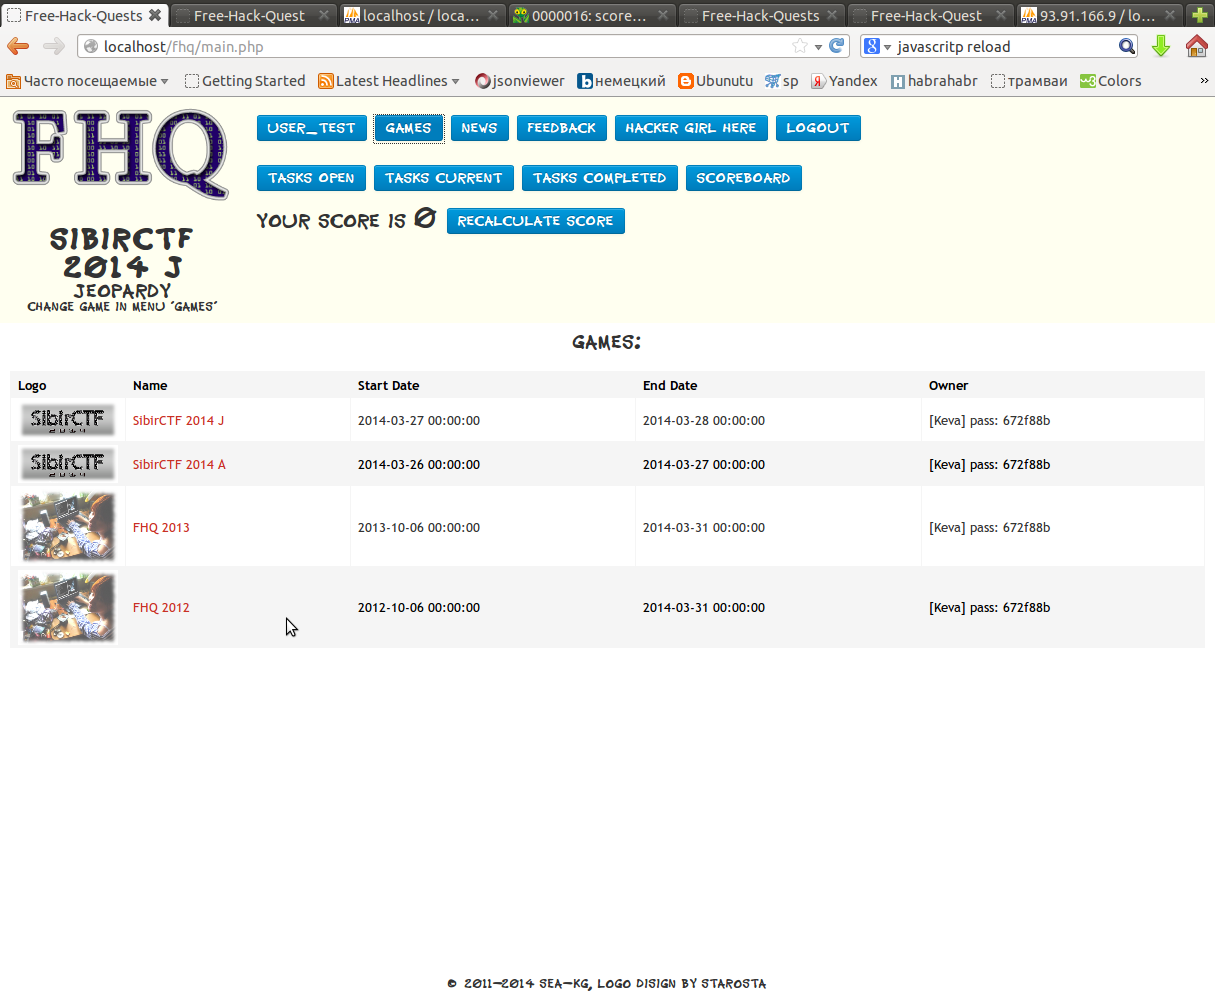 Free-Hack-Quests Free-Hack-Quest localhost / loca... 0000016: score... Free-Hack-Quests Free-Hack-Quest 93.91.166.9 / lo...
localhost/fhq/main.php javascritp reload
Часто посещаемые Getting Started Latest Headlines jsonviewer немецкий Ubunutu sp Yandex habrahabr трамваи Colors »
FHQ
USER_TEST GAMES NEWS FEEDBACK HACKER GIRL HERE LOGOUT
TASKS OPEN TASKS CURRENT TASKS COMPLETED SCOREBOARD
YOUR SCORE IS 0 RECALCULATE SCORE
SIBIRCTF
2014 J
JEOPARDY
CHANGE GAME IN MENU 'GAMES'
GAMES:
Logo Name Start Date End Date Owner
SibirCTF 2014 SibirCTF 2014 J 2014-03-27 00:00:00 2014-03-28 00:00:00 [Keva] pass: 672f88b
SibirCTF 2014 SibirCTF 2014 A 2014-03-26 00:00:00 2014-03-27 00:00:00 [Keva] pass: 672f88b
FHQ 2013 2013-10-06 00:00:00 2014-03-31 00:00:00 [Keva] pass: 672f88b
FHQ 2012 2012-10-06 00:00:00 2014-03-31 00:00:00 [Keva] pass: 672f88b
© 2011-2014 SEA-KG, LOGO DISIGN BY STAROSTA